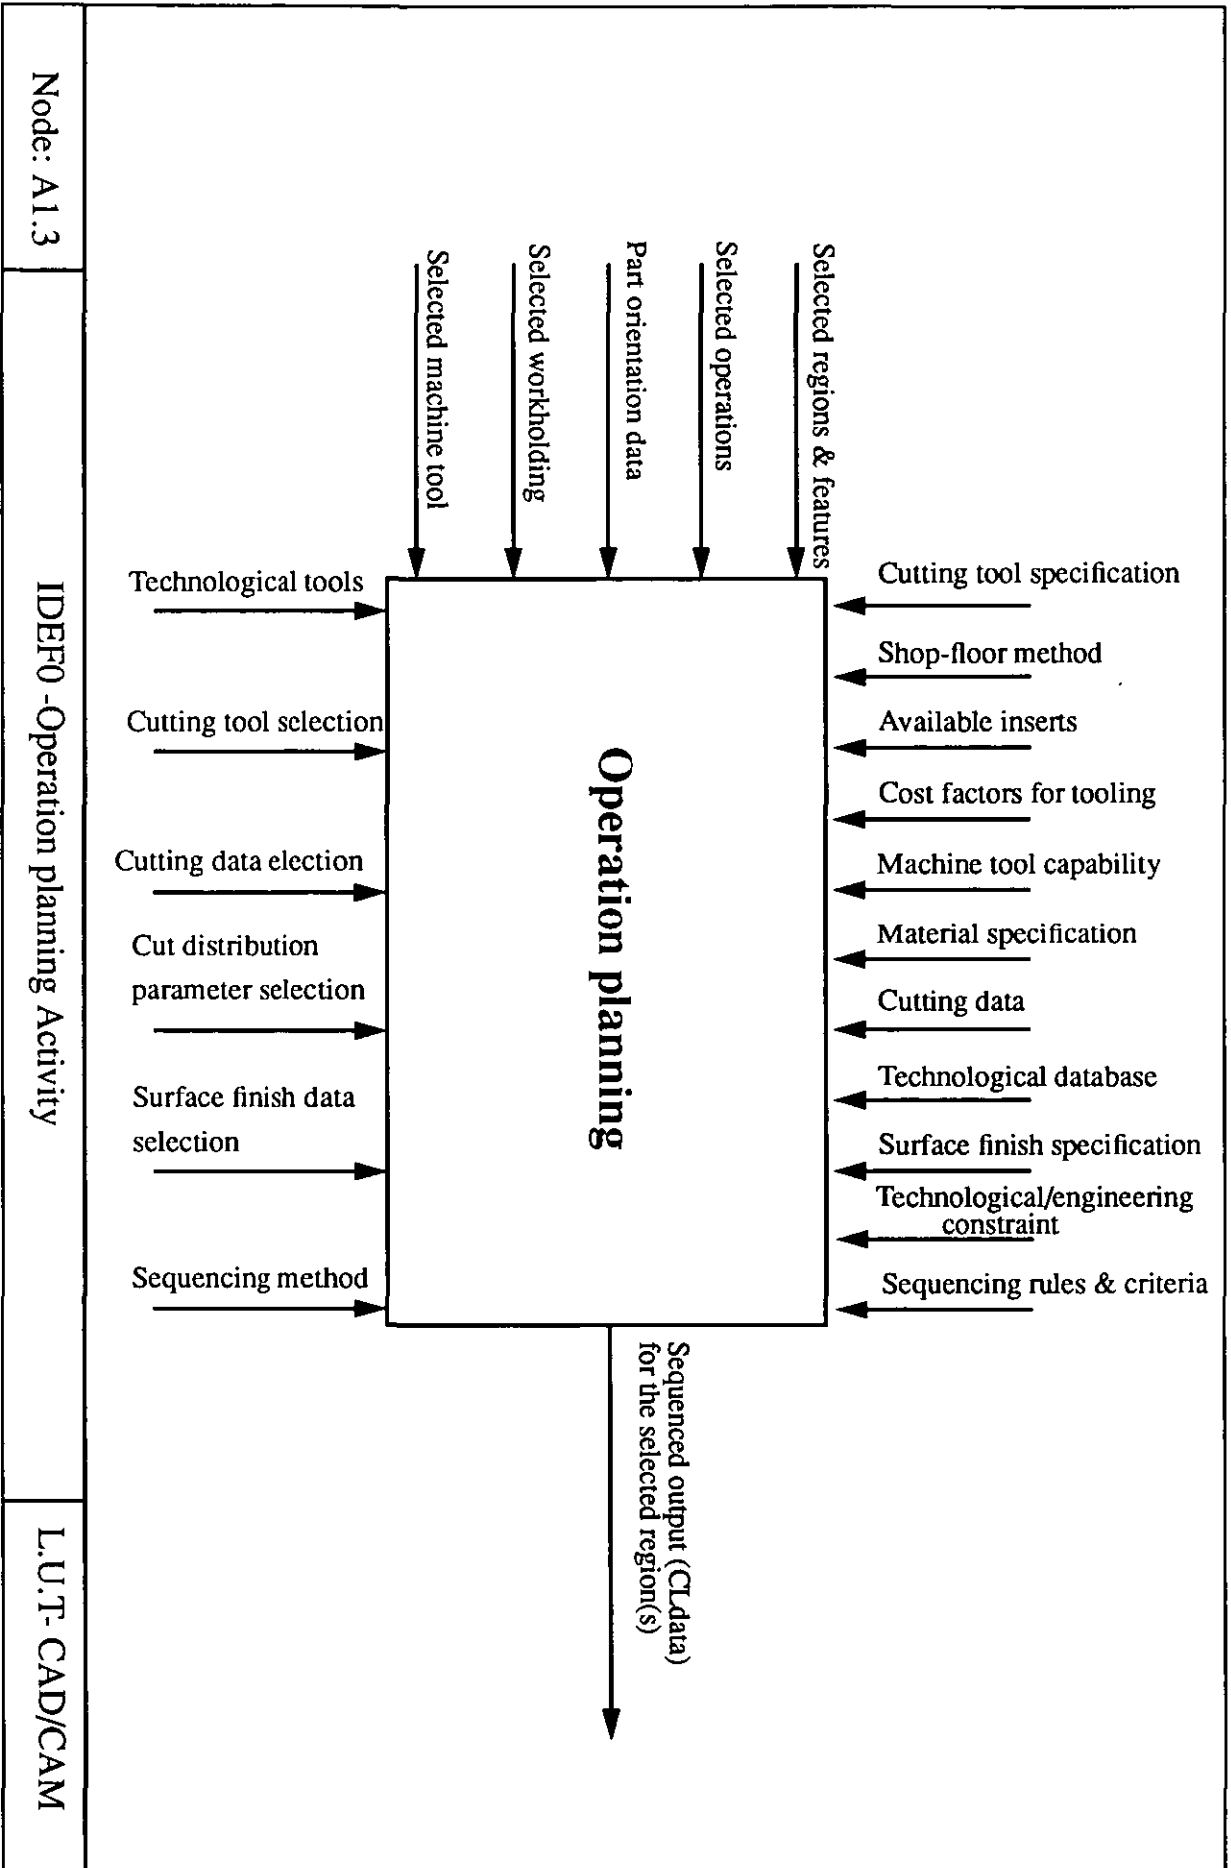 Selected regions & features
Selected operations
Part orientation data
Selected workholding
Selected machine tool
Cutting tool specification
Shop-floor method
Available inserts
Cost factors for tooling
Machine tool capability
Material specification
Cutting data
Technological database
Surface finish specification
Technological/engineering
constraint
Sequencing rules & criteria
Operation planning
Technological tools
Cutting tool selection
Cutting data election
Cut distribution
parameter selection
Surface finish data
selection
Sequencing method
Sequenced output (CLdata)
for the selected region(s)
Node: A1.3
IDEF0 -Operation planning Activity
L.U.T- CAD/CAM